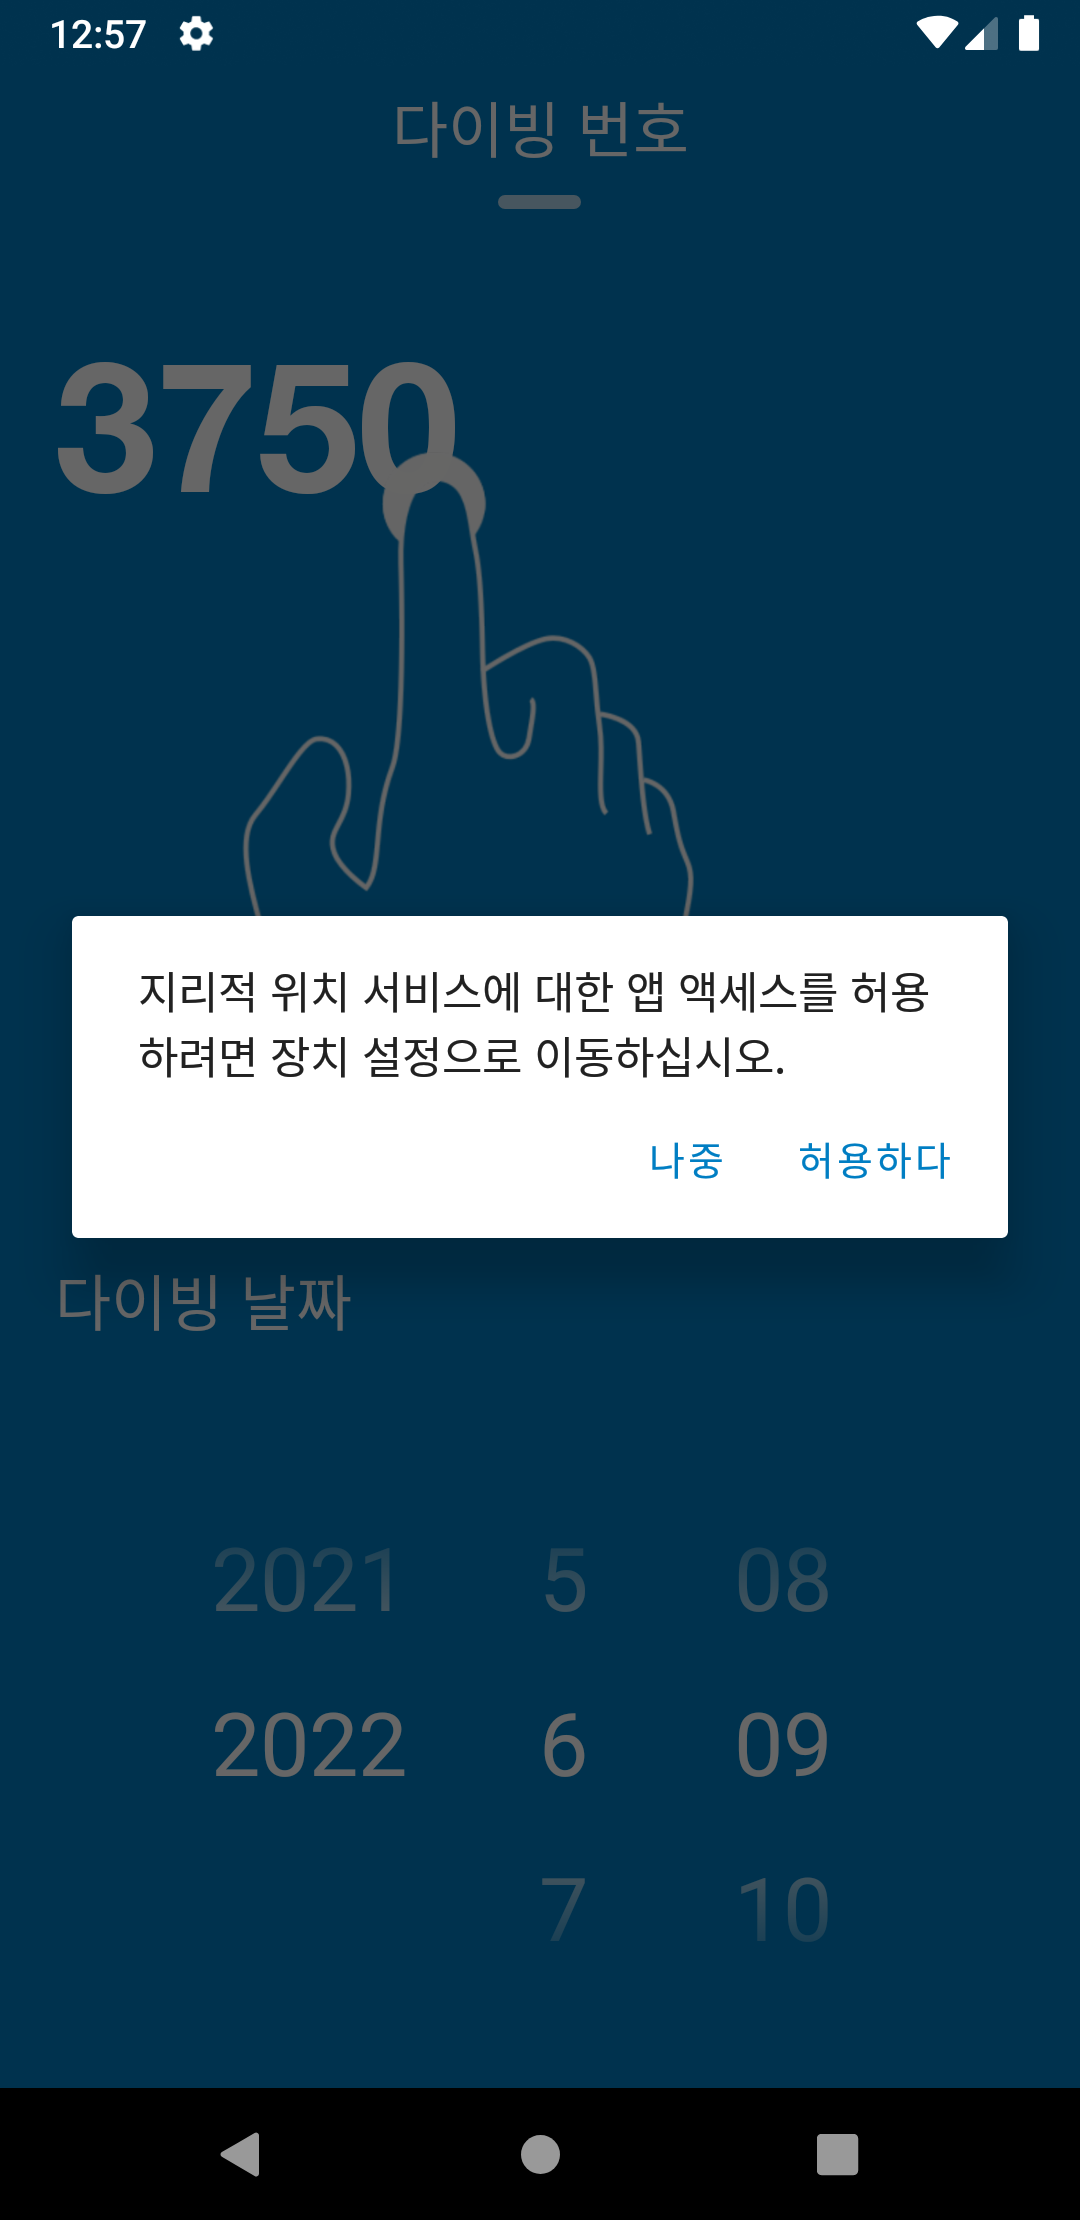 12:57
다이빙 번호
3750
지리적 위치 서비스에 대한 앱 액세스를 허용
하려면 장치 설정으로 이동하십시오.
나중 허용하다
다이빙 날짜
2021 5 08
2022 6 09
7 10